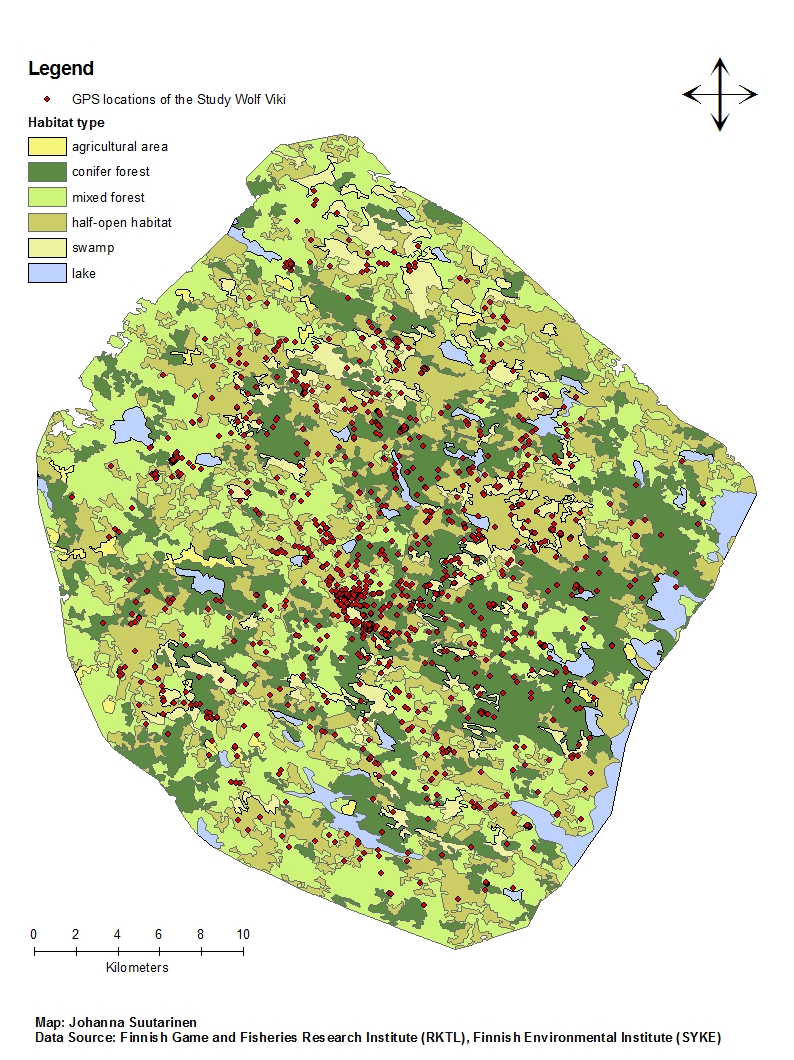 Legend
GPS locations of the Study Wolf Viki
Habitat type
agricultural area
conifer forest
mixed forest
half-open habitat
swamp
lake
0 2 4 6 8 10
Kilometers
Map: Johanna Suutarinen
Data Source: Finnish Game and Fisheries Research Institute (RKTL), Finnish Environmental Institute (SYKE)